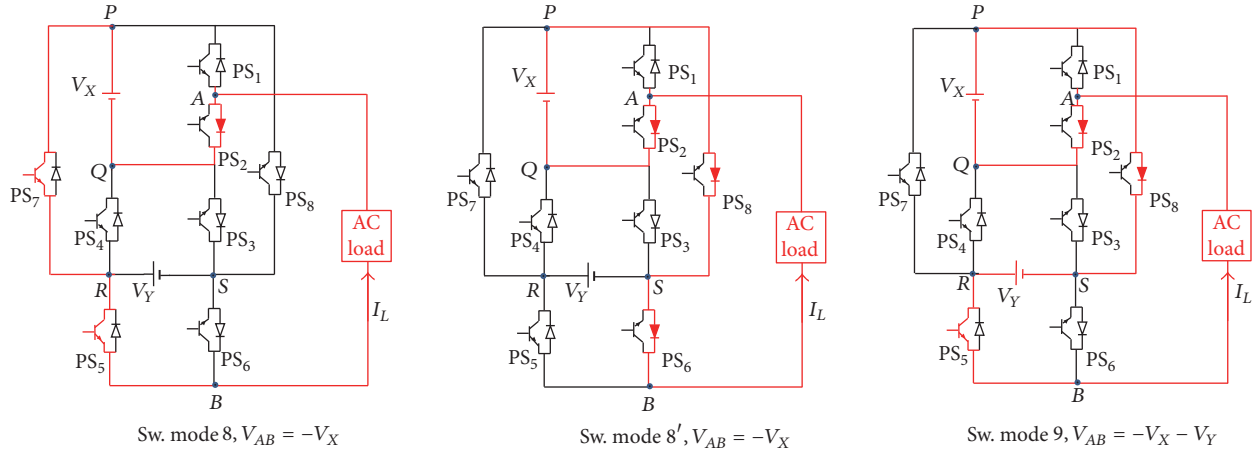 P
V_X
PS_1
A
PS_2
Q
PS_7
PS_8
PS_4
PS_3
AC
load
R
V_Y
S
I_L
PS_5
PS_6
B
Sw. mode 8, V_AB = −V_X
P
V_X
PS_1
A
PS_2
Q
PS_7
PS_8
PS_4
PS_3
AC
load
R
V_Y
S
I_L
PS_5
PS_6
B
Sw. mode 8′, V_AB = −V_X
P
V_X
PS_1
A
PS_2
Q
PS_7
PS_8
PS_4
PS_3
AC
load
R
V_Y
S
I_L
PS_5
PS_6
B
Sw. mode 9, V_AB = −V_X − V_Y